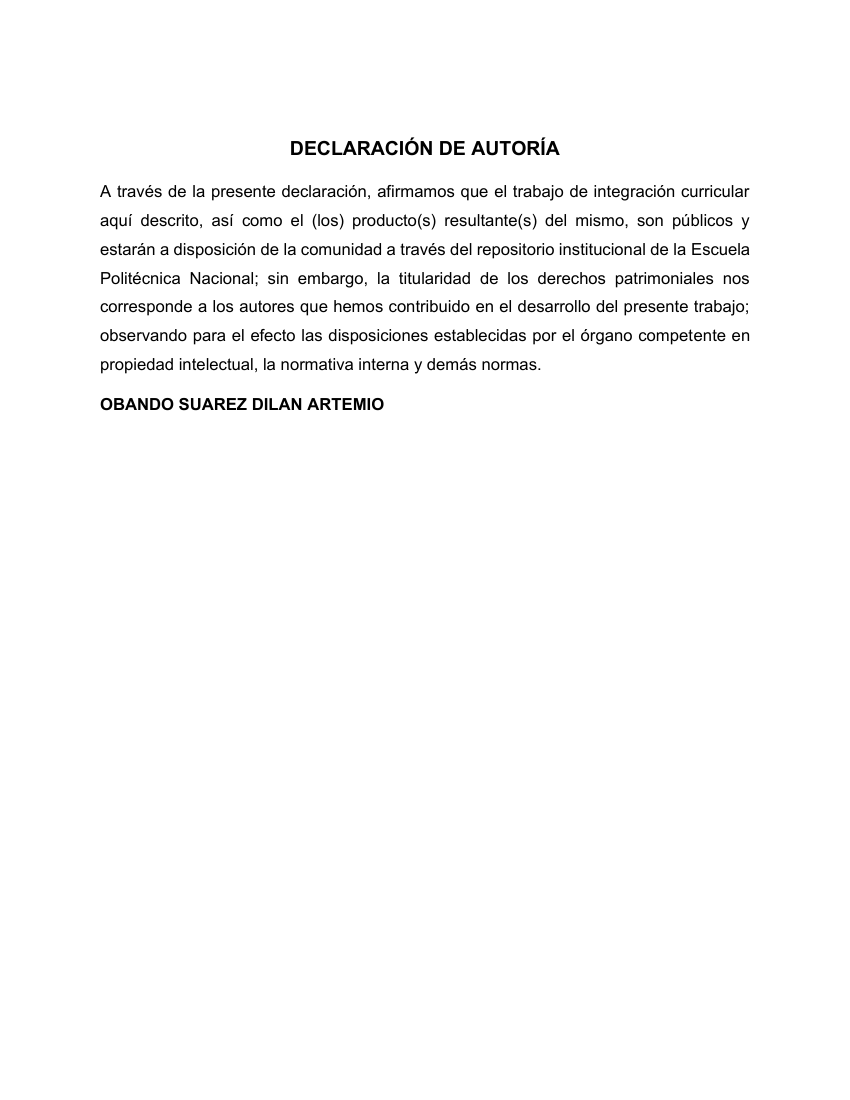 DECLARACIÓN DE AUTORÍA
A través de la presente declaración, afirmamos que el trabajo de integración curricular
aquí descrito, así como el (los) producto(s) resultante(s) del mismo, son públicos y
estarán a disposición de la comunidad a través del repositorio institucional de la Escuela
Politécnica Nacional; sin embargo, la titularidad de los derechos patrimoniales nos
corresponde a los autores que hemos contribuido en el desarrollo del presente trabajo;
observando para el efecto las disposiciones establecidas por el órgano competente en
propiedad intelectual, la normativa interna y demás normas.
OBANDO SUAREZ DILAN ARTEMIO